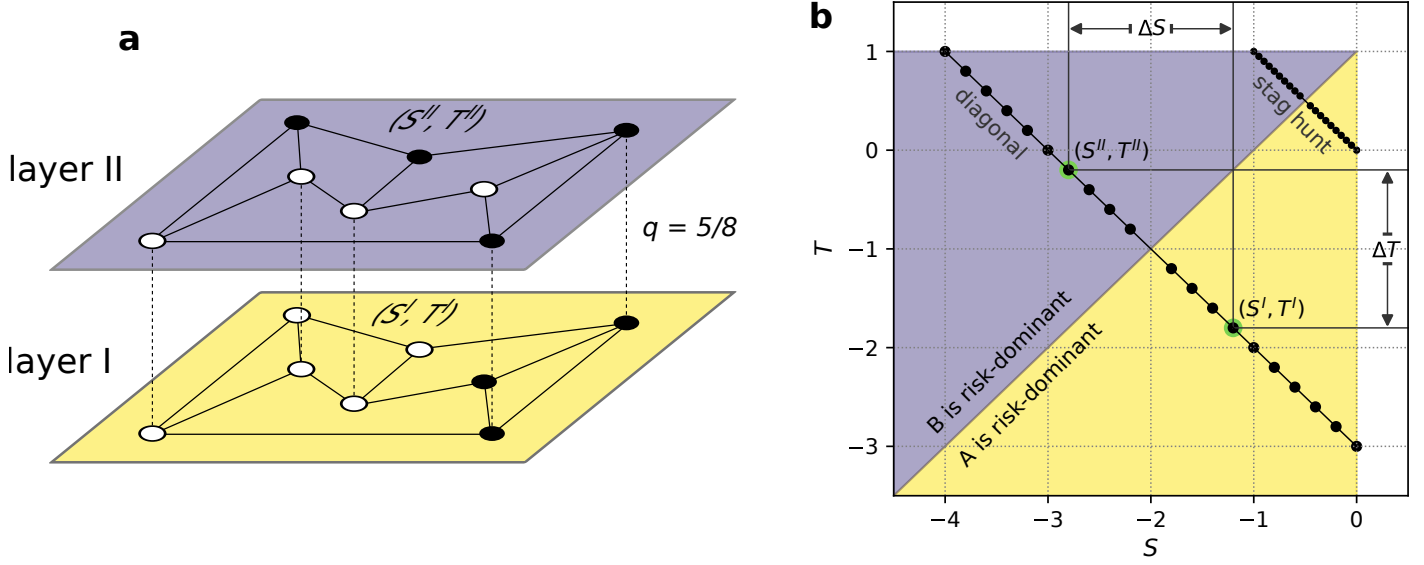 a
(S^II, T^II)
layer II
q = 5/8
(S^I, T^I)
layer I
b
ΔS
1
diagonal
stag hunt
0
(S^II, T^II)
−1
T
ΔT
(S^I, T^I)
−2
B is risk-dominant
A is risk-dominant
−3
−4
−3
−2
−1
0
S